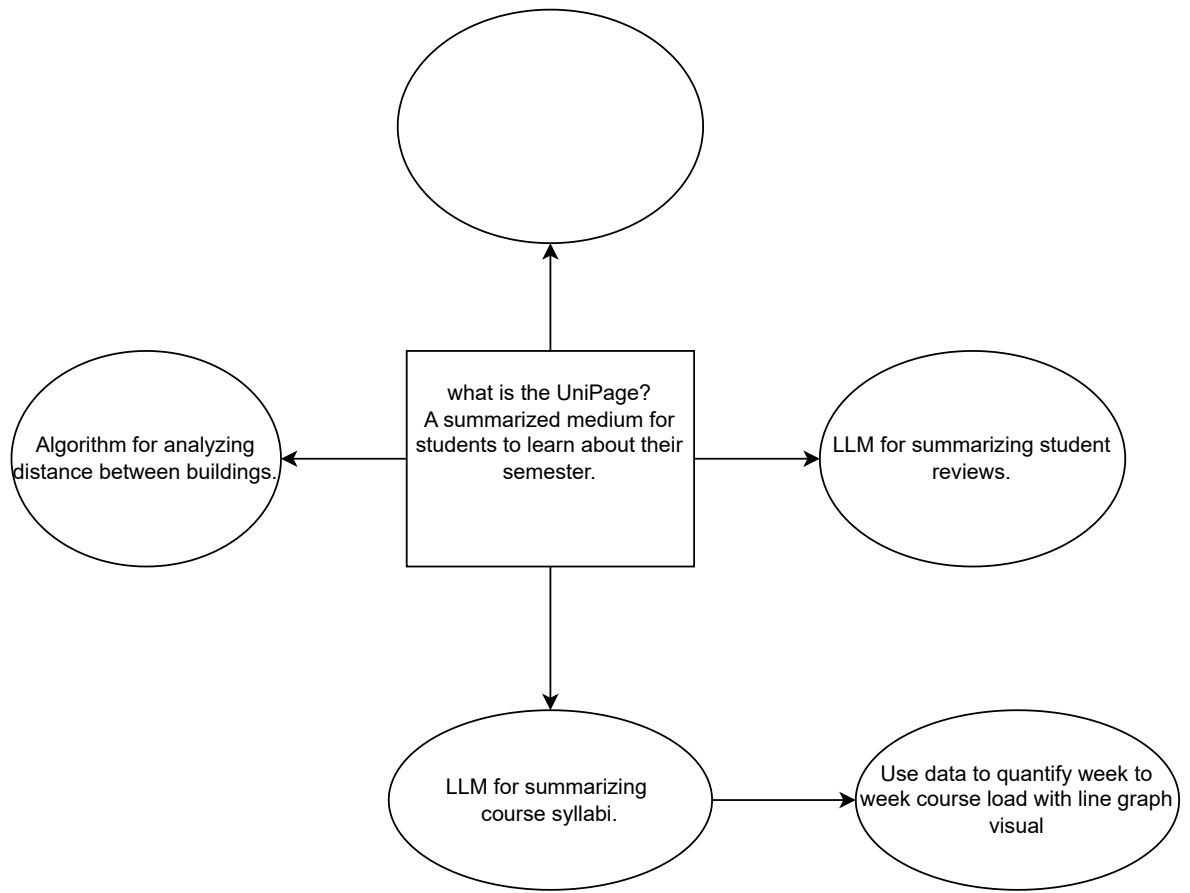 what is the UniPage?
A summarized medium for
students to learn about their
semester.
Algorithm for analyzing
distance between buildings.
LLM for summarizing student
reviews.
LLM for summarizing
course syllabi.
Use data to quantify week to
week course load with line graph
visual